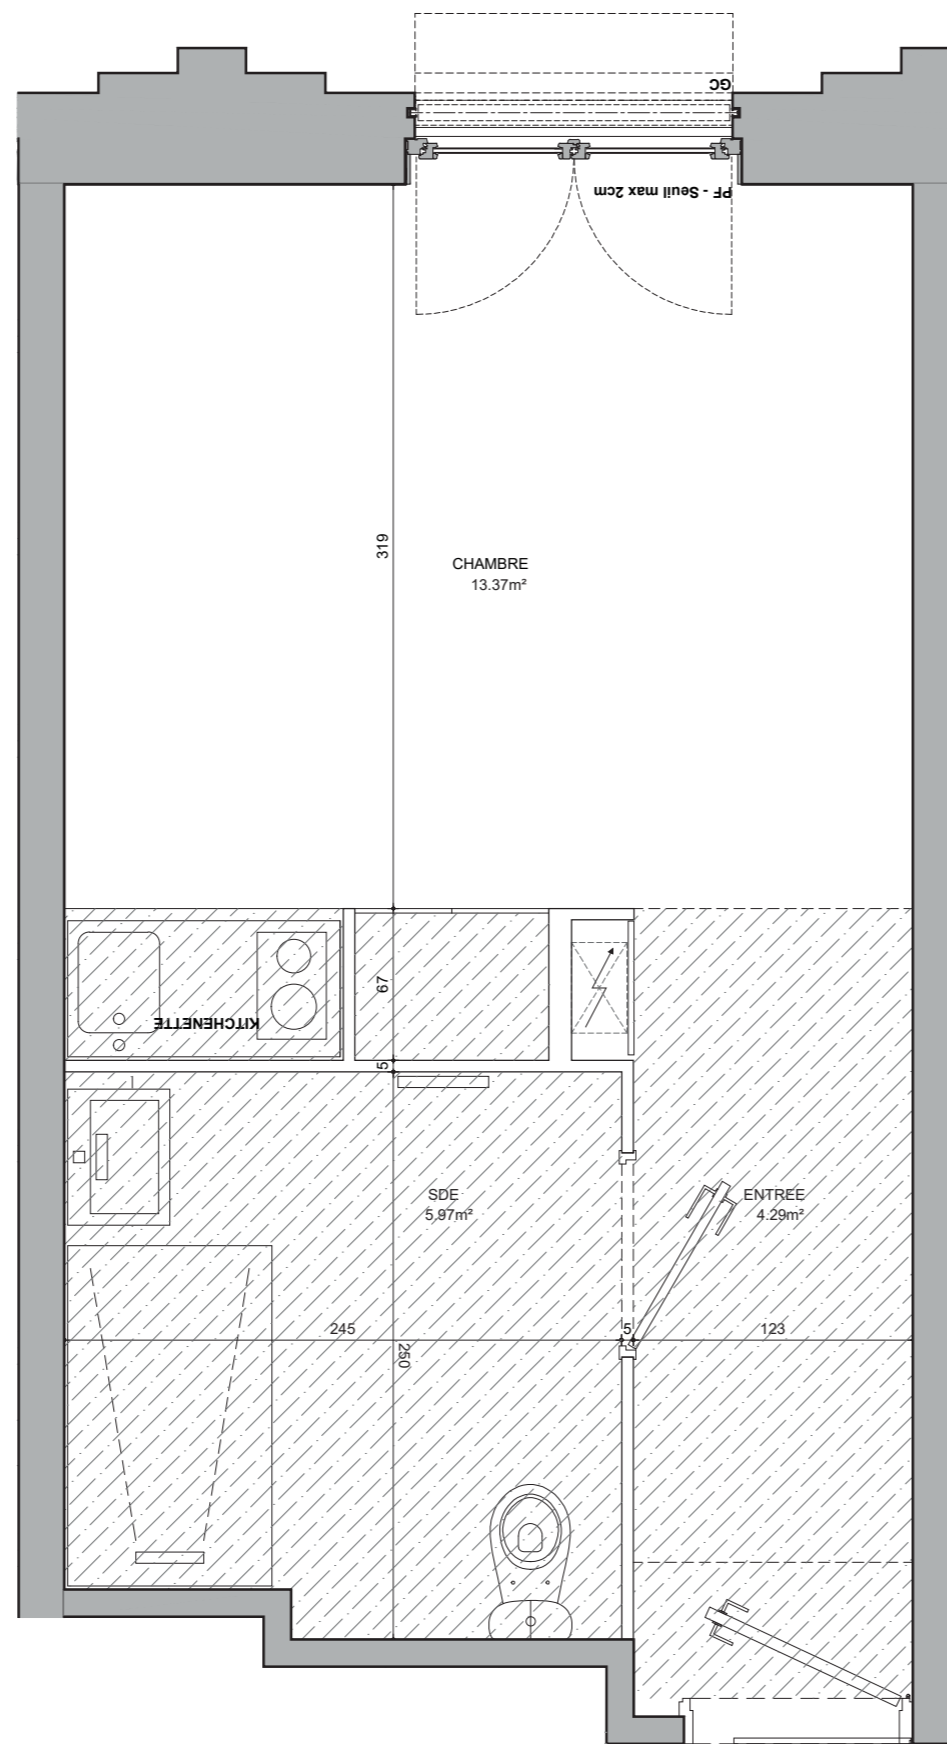 GC
PF - Seuil max 2cm
319
CHAMBRE
13.37m²
67
KITCHENETTE
5
SDE
5.97m²
ENTREE
4.29m²
245
5
123
250